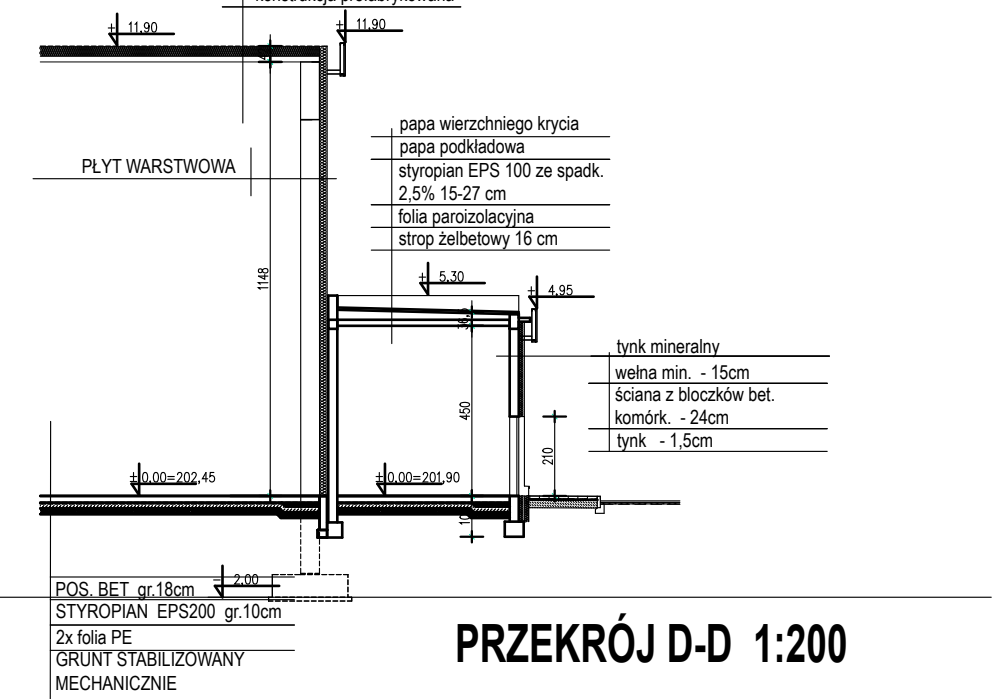 konstrukcja prefabrykowana
± 11,90
± 11,90
papa wierzchniego krycia
papa podkładowa
PŁYT WARSTWOWA
styropian EPS 100 ze spadk.
2,5% 15-27 cm
folia paroizolacyjna
strop żelbetowy 16 cm
1148
± 5,30
± 4,95
tynk mineralny
wełna min. - 15cm
ściana z bloczków bet.
komórk. - 24cm
tynk - 1,5cm
450
210
±0,00=202,45
±0,00=201,90
- 2,00
POS. BET gr.18cm
STYROPIAN EPS200 gr.10cm
2x folia PE
GRUNT STABILIZOWANY
MECHANICZNIE
PRZEKRÓJ D-D 1:200